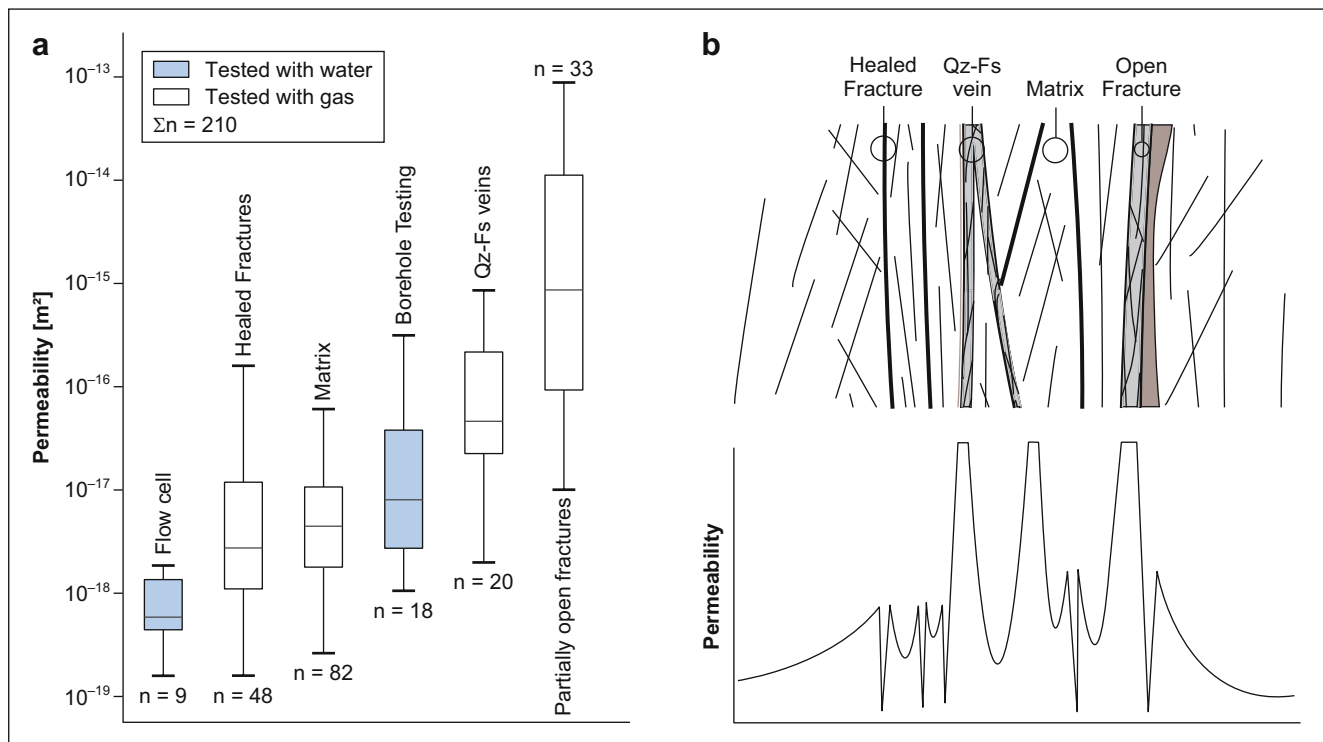 a
Tested with water
Tested with gas
Σn = 210
Permeability [m²]
10⁻¹³
10⁻¹⁴
10⁻¹⁵
10⁻¹⁶
10⁻¹⁷
10⁻¹⁸
10⁻¹⁹
Flow cell
n = 9
Healed Fractures
n = 48
Matrix
n = 82
Borehole Testing
n = 18
Qz-Fs veins
n = 20
n = 33
Partially open fractures
b
Healed
Fracture
Qz-Fs
vein
Matrix
Open
Fracture
Permeability